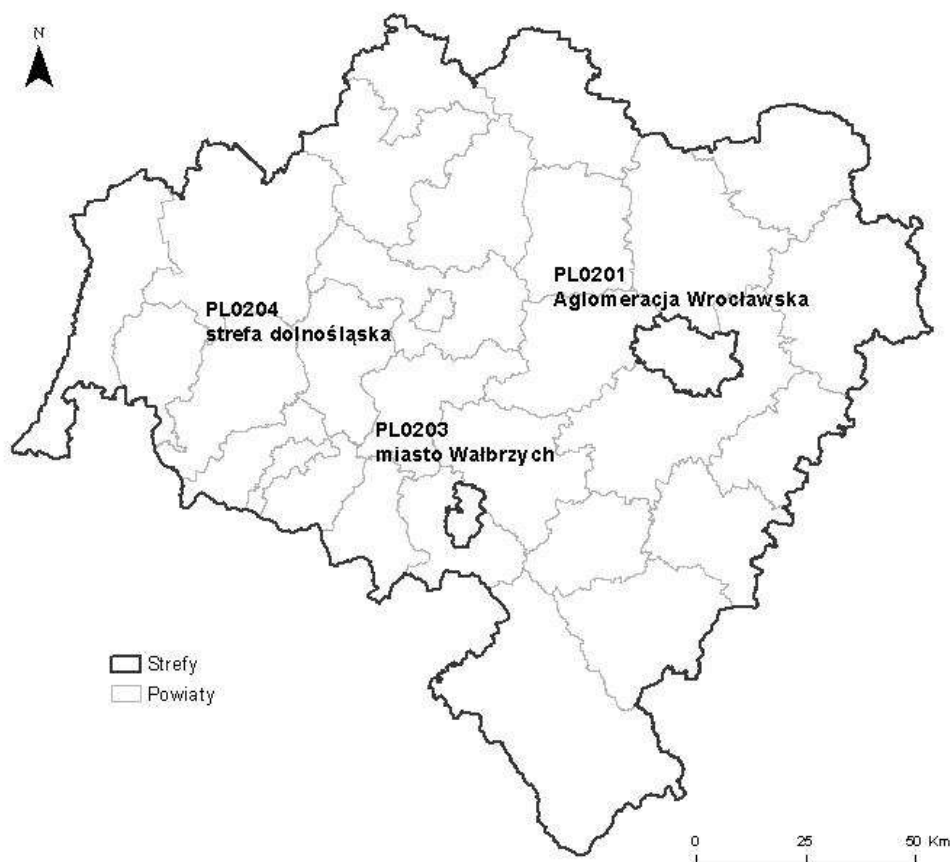 N
PL0201
Aglomeracja Wrocławska
PL0204
strefa dolnośląska
PL0203
miasto Wałbrzych
Strefy
Powiaty
0 25 50 Km